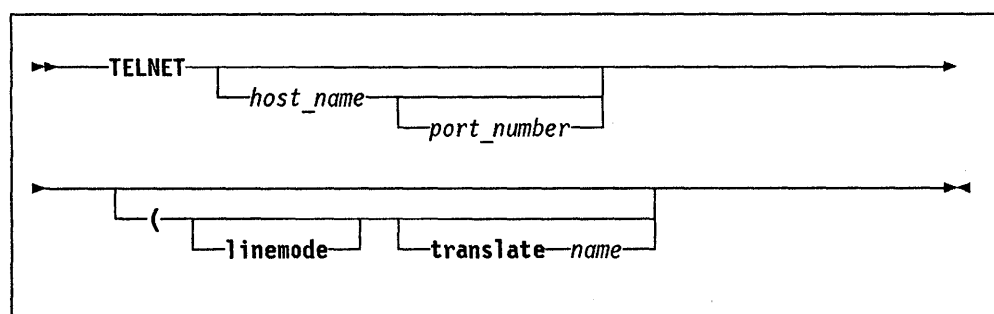 TELNET
host_name
port_number
(
linemode translate name